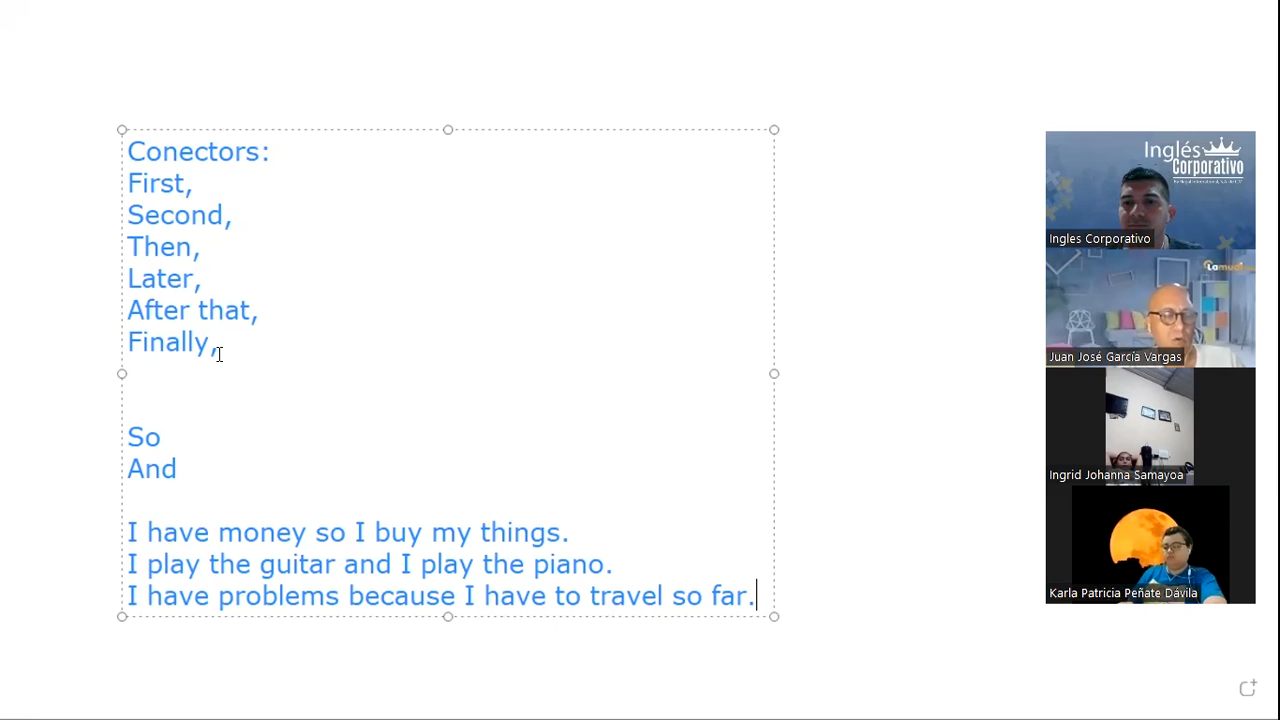 Conectors:
First,
Second,
Then,
Later,
After that,
Finally,
So
And
I have money so I buy my things.
I play the guitar and I play the piano.
I have problems because I have to travel so far.
Inglés
Corporativo
Ingles Corporativo
Juan José García Vargas
Ingrid Johanna Samayoa
Karla Patricia Peñate Dávila